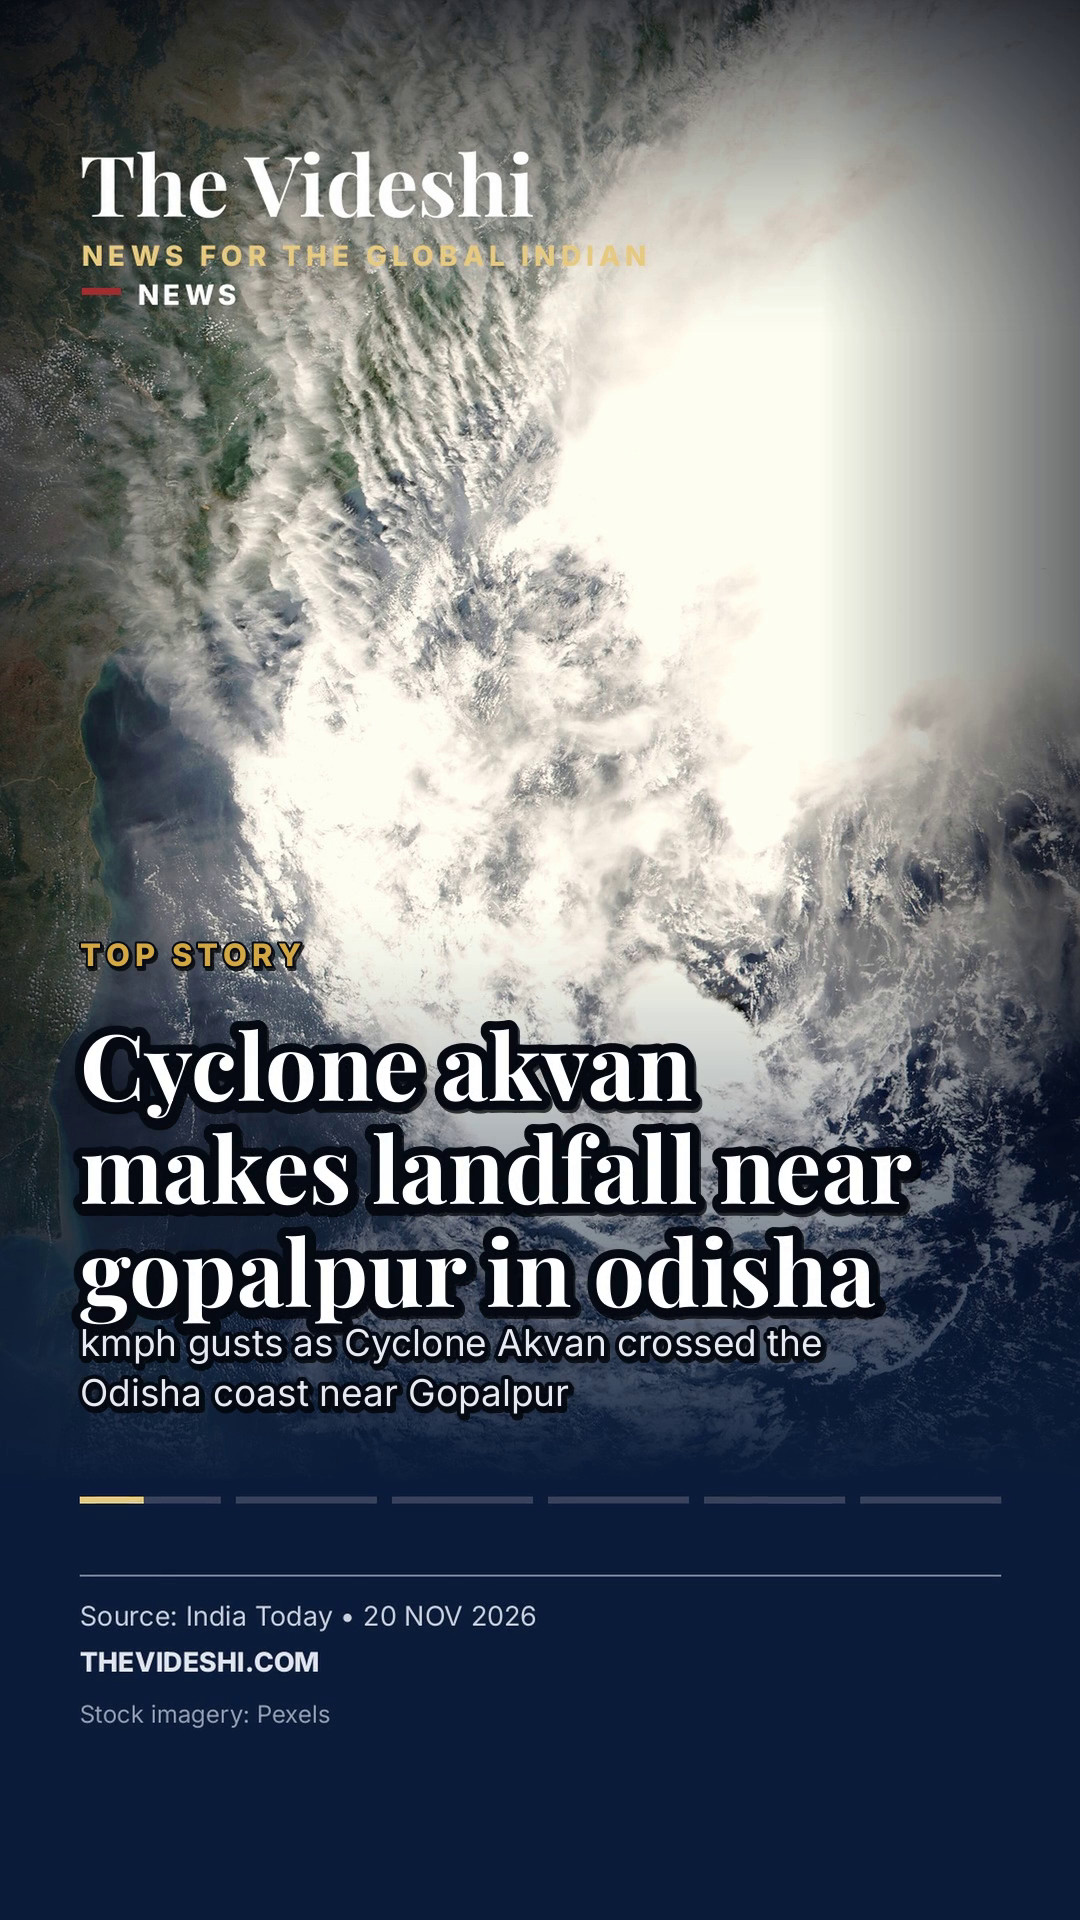 The Videshi
NEWS FOR THE GLOBAL INDIAN
NEWS
TOP STORY
Cyclone akvan
makes landfall near
gopalpur in odisha
kmph gusts as Cyclone Akvan crossed the
Odisha coast near Gopalpur
Source: India Today • 20 NOV 2026
THEVIDESHI.COM
Stock imagery: Pexels